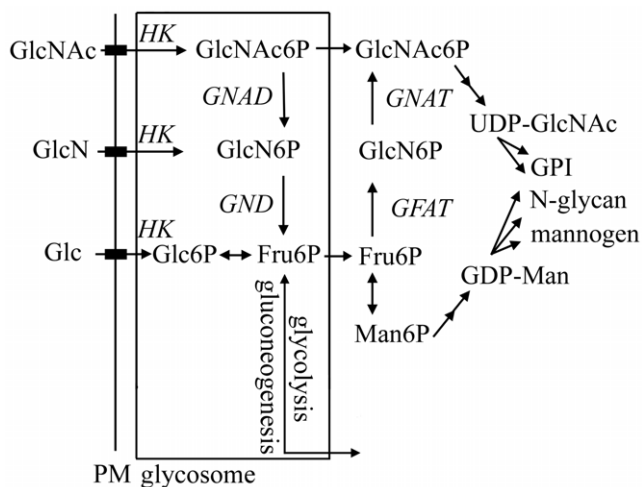 HK
GlcNAc
GlcNAc6P
GlcNAc6P
GNAD
GNAT
UDP-GlcNAc
HK
GlcN
GlcN6P
GlcN6P
GPI
GND
GFAT
N-glycan
mannogen
HK
Glc
Glc6P
Fru6P
Fru6P
GDP-Man
gluconeogenesis
glycolysis
Man6P
PM
glycosome